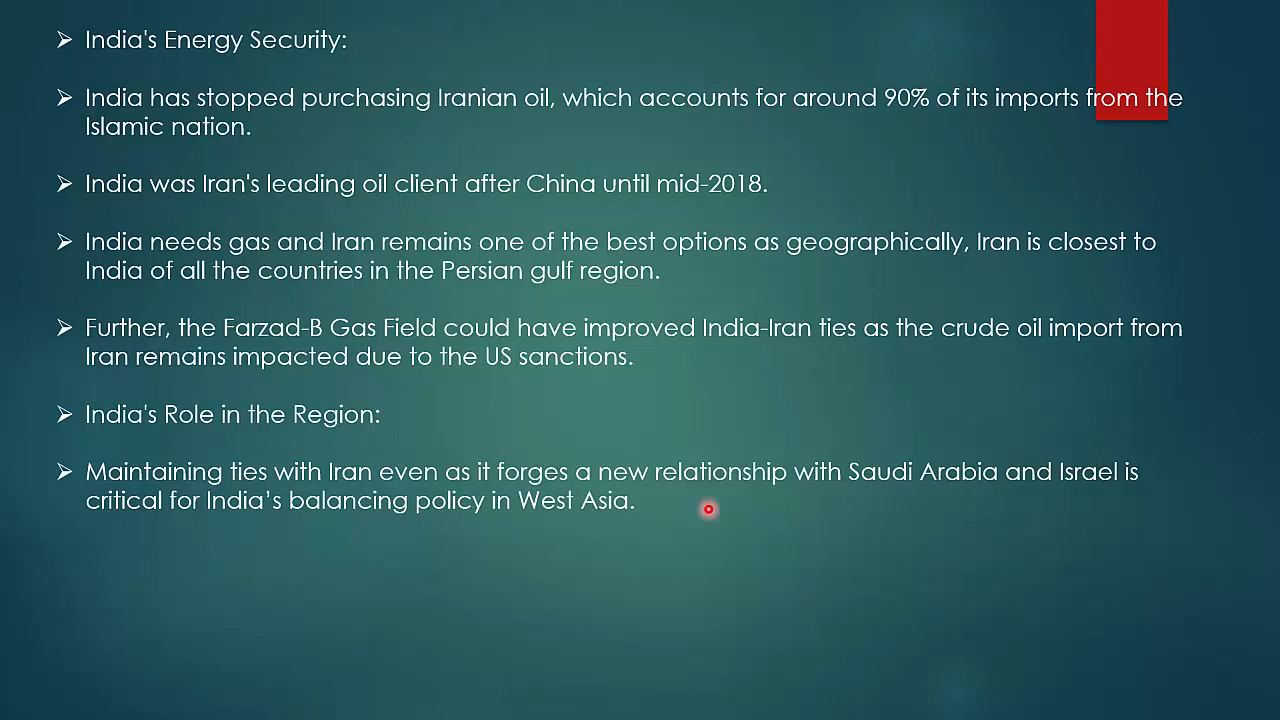 India's Energy Security:
India has stopped purchasing Iranian oil, which accounts for around 90% of its imports from the
Islamic nation.
India was Iran's leading oil client after China until mid-2018.
India needs gas and Iran remains one of the best options as geographically, Iran is closest to
India of all the countries in the Persian gulf region.
Further, the Farzad-B Gas Field could have improved India-Iran ties as the crude oil import from
Iran remains impacted due to the US sanctions.
India's Role in the Region:
Maintaining ties with Iran even as it forges a new relationship with Saudi Arabia and Israel is
critical for India’s balancing policy in West Asia.